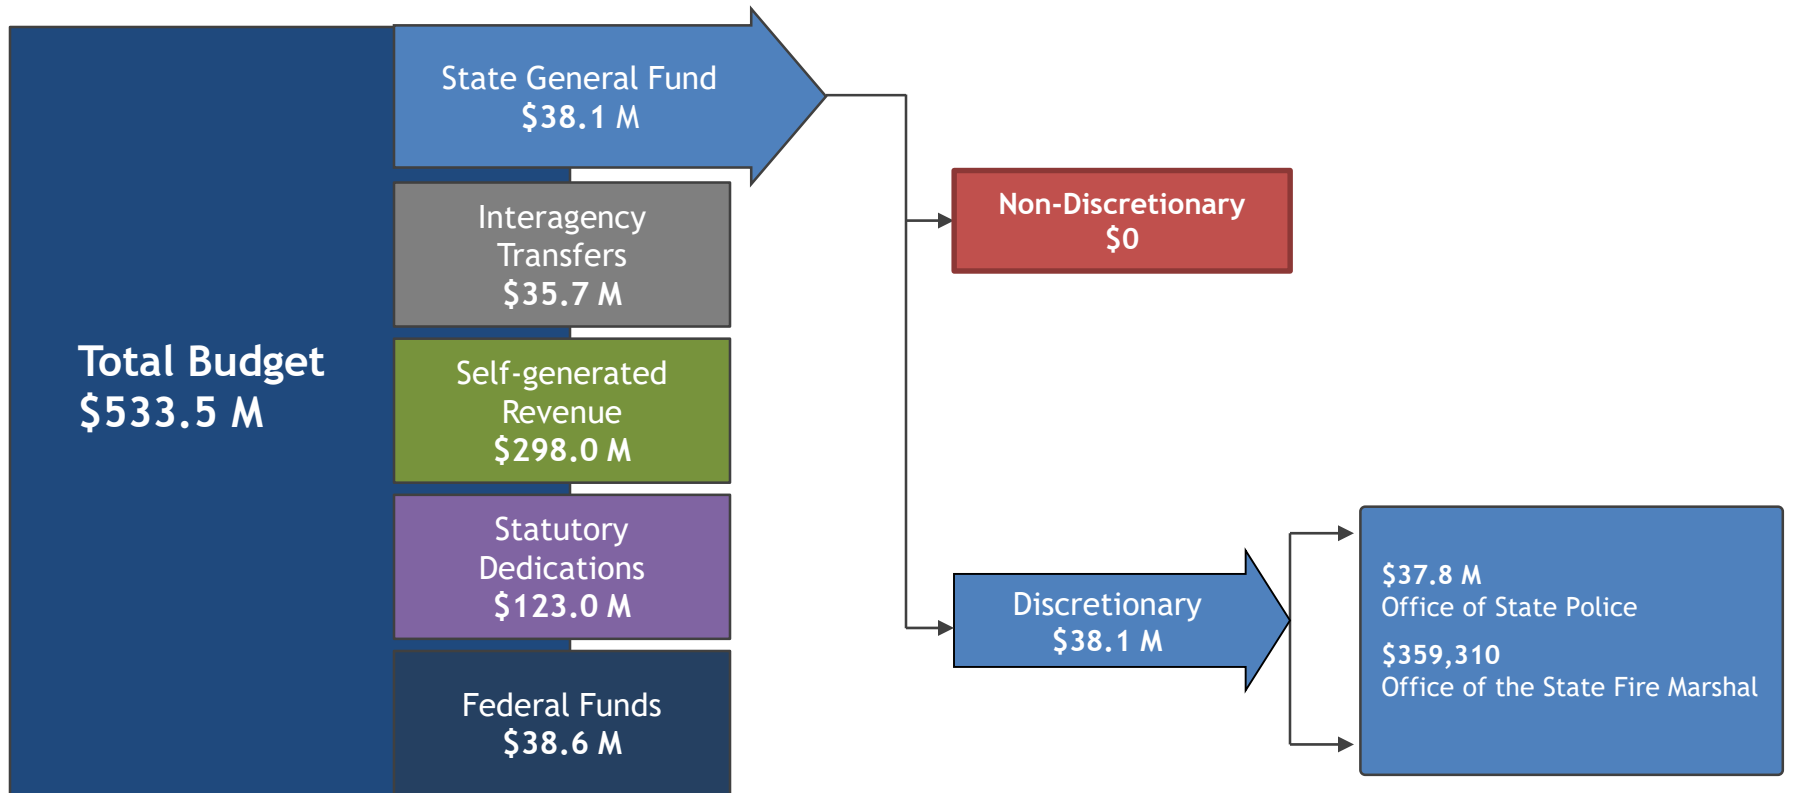 Total Budget
$533.5 M
State General Fund
$38.1 M
Interagency
Transfers
$35.7 M
Self-generated
Revenue
$298.0 M
Statutory
Dedications
$123.0 M
Federal Funds
$38.6 M
Non-Discretionary
$0
Discretionary
$38.1 M
$37.8 M
Office of State Police
$359,310
Office of the State Fire Marshal